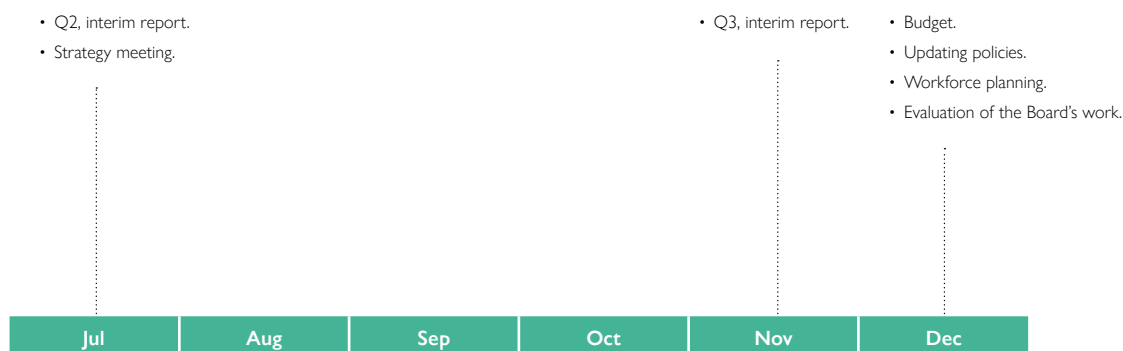 • Q2, interim report.
• Strategy meeting.
• Q3, interim report.
• Budget.
• Updating policies.
• Workforce planning.
• Evaluation of the Board's work.
Jul Aug Sep Oct Nov Dec